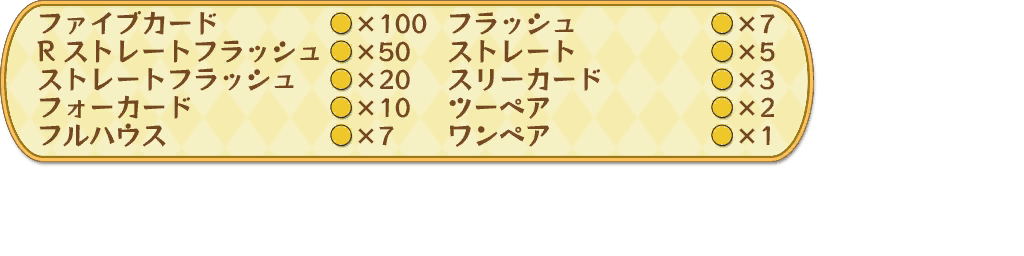 ファイブカード ×100
R ストレートフラッシュ ×50
ストレートフラッシュ ×20
フォーカード ×10
フルハウス ×7
フラッシュ ×7
ストレート ×5
スリーカード ×3
ツーペア ×2
ワンペア ×1